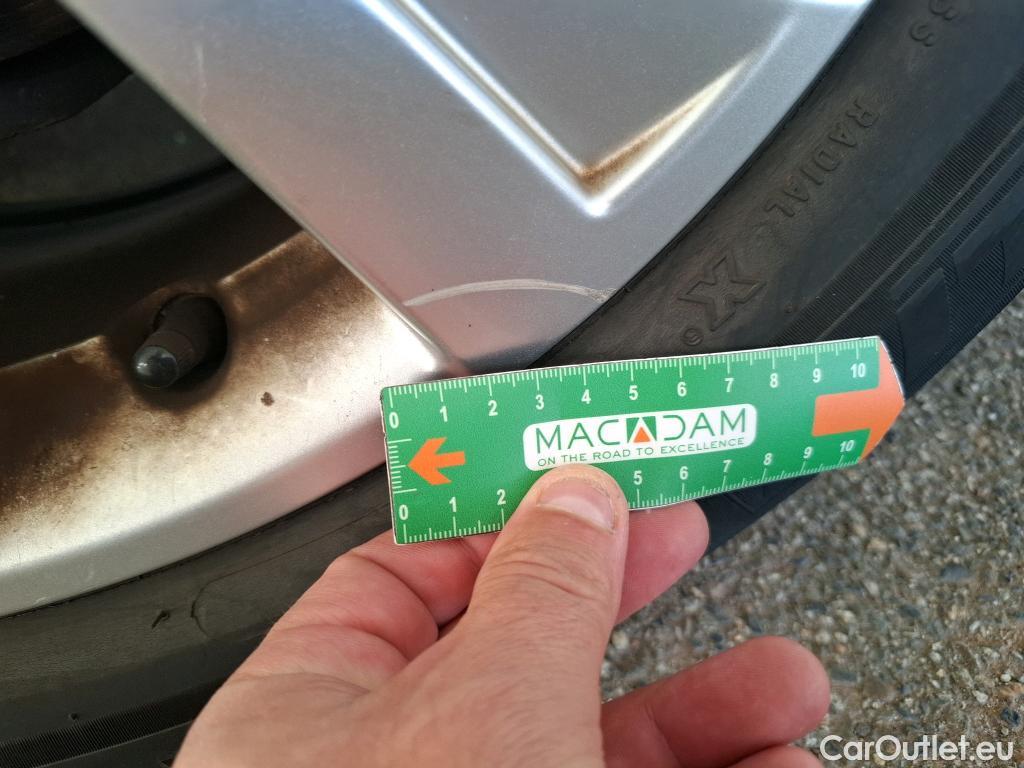 SS
RADIAL X®
0 1 2 3 4 5 6 7 8 9 10
MACADAM
ON THE ROAD TO EXCELLENCE
0 1 2 5 6 7 8 9 10
CarOutlet.eu